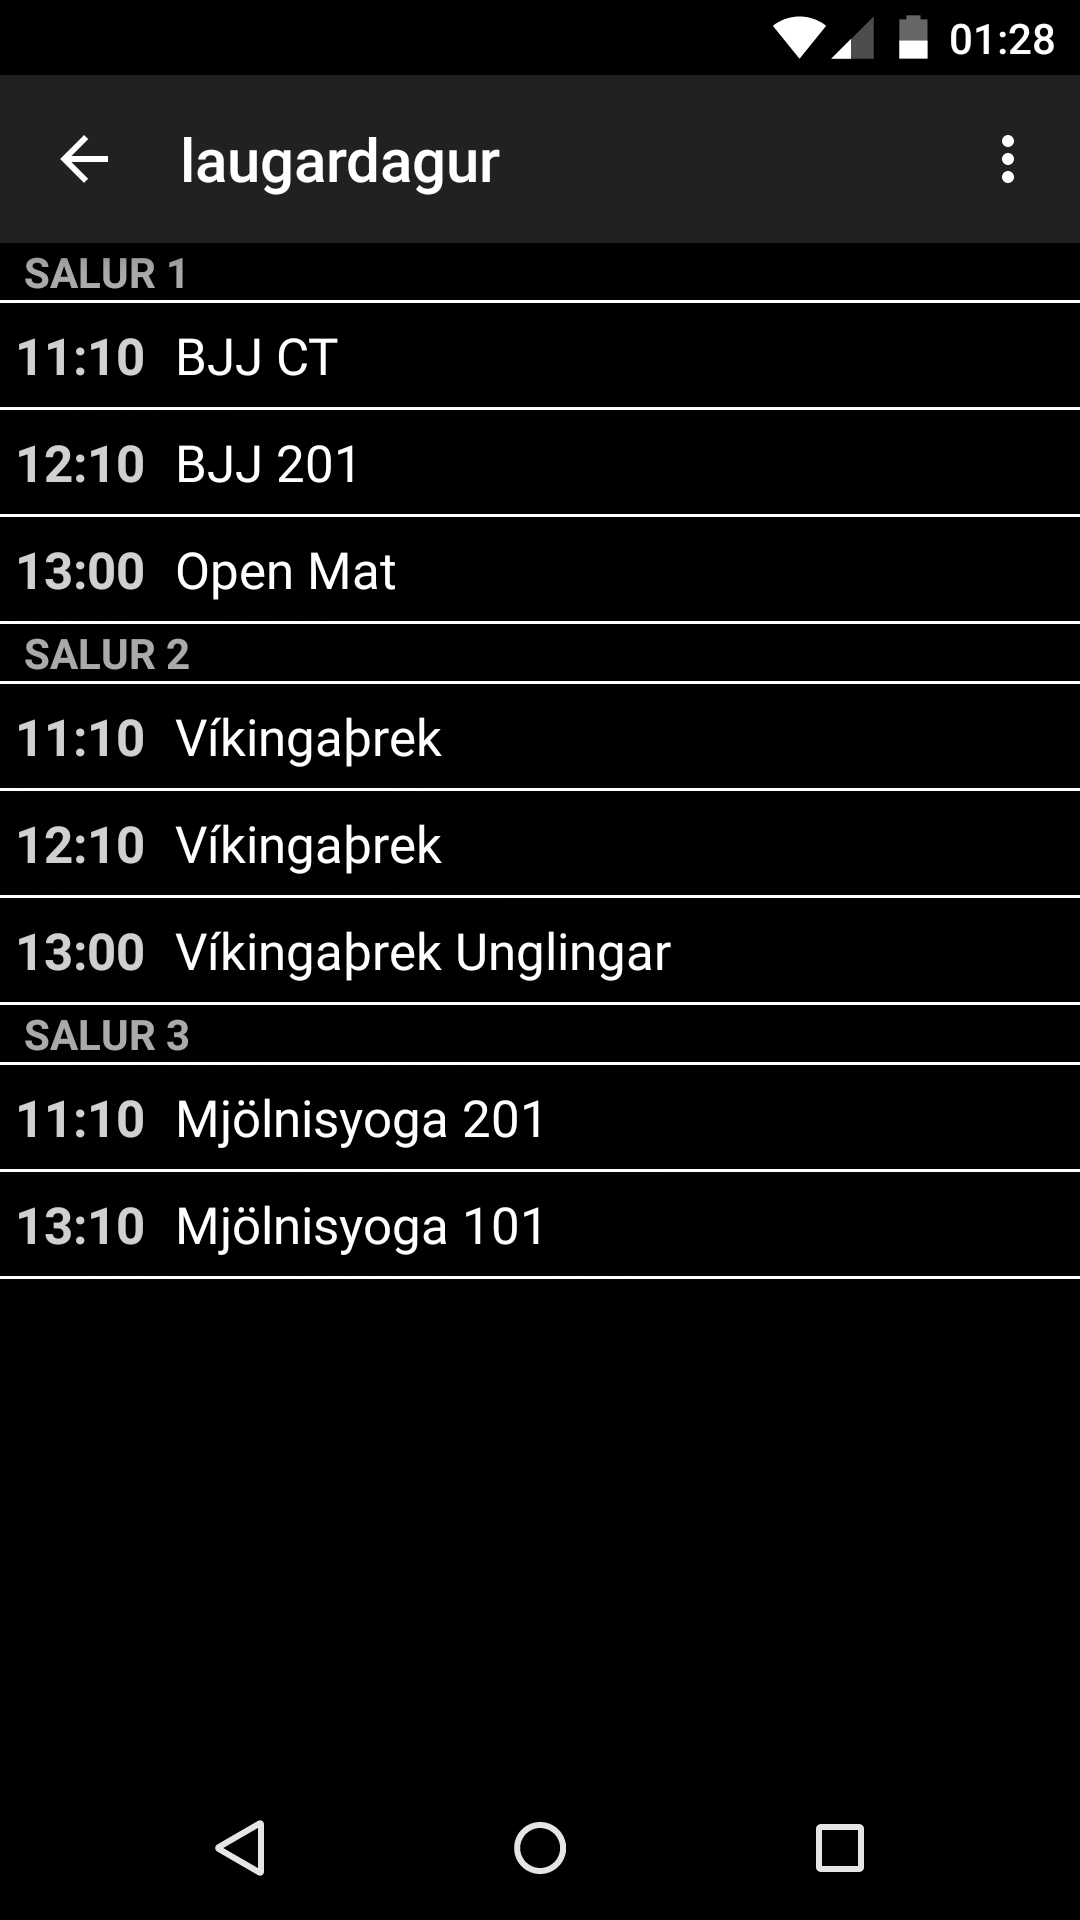 01:28
laugardagur
SALUR 1
11:10 BJJ CT
12:10 BJJ 201
13:00 Open Mat
SALUR 2
11:10 Víkingaþrek
12:10 Víkingaþrek
13:00 Víkingaþrek Unglingar
SALUR 3
11:10 Mjölnisyoga 201
13:10 Mjölnisyoga 101